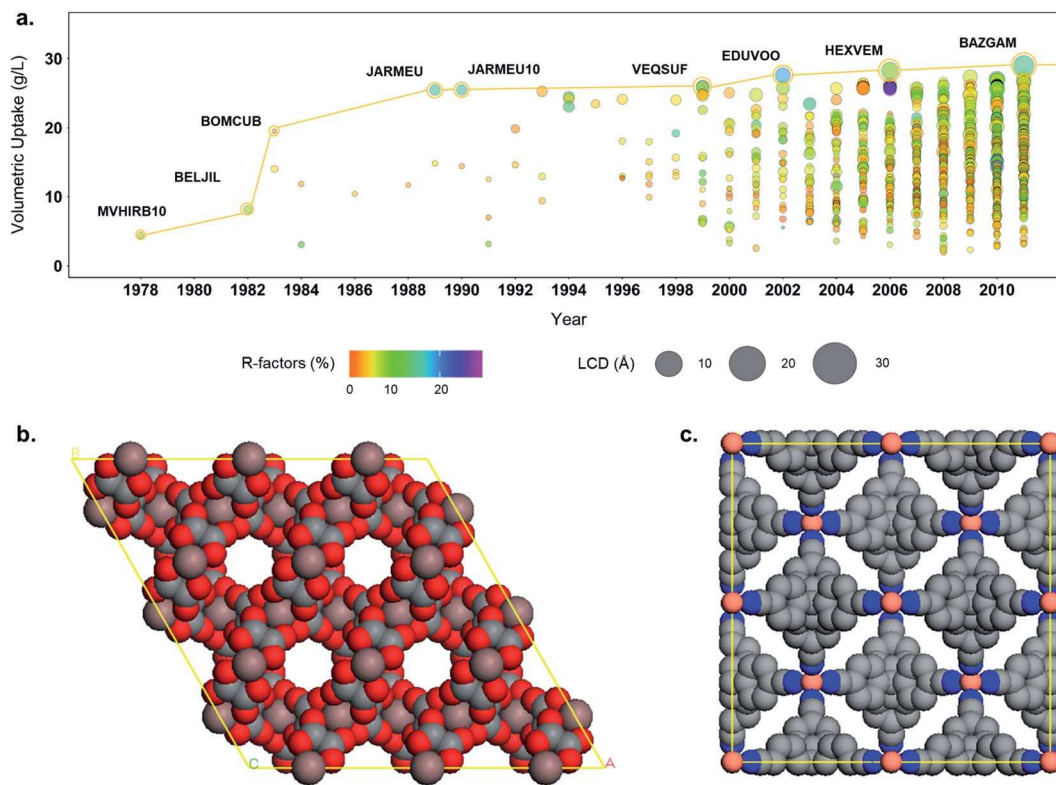 a.
Volumetric Uptake (g/L)
30
20
10
0
MVHIRB10
BELJIL
BOMCUB
JARMEU
JARMEU10
VEQSUF
EDUVOO
HEXVEM
BAZGAM
1978 1980 1982 1984 1986 1988 1990 1992 1994 1996 1998 2000 2002 2004 2006 2008 2010
Year
R-factors (%)
0 10 20
LCD (Å)
10 20 30
b.
B
C
A
c.